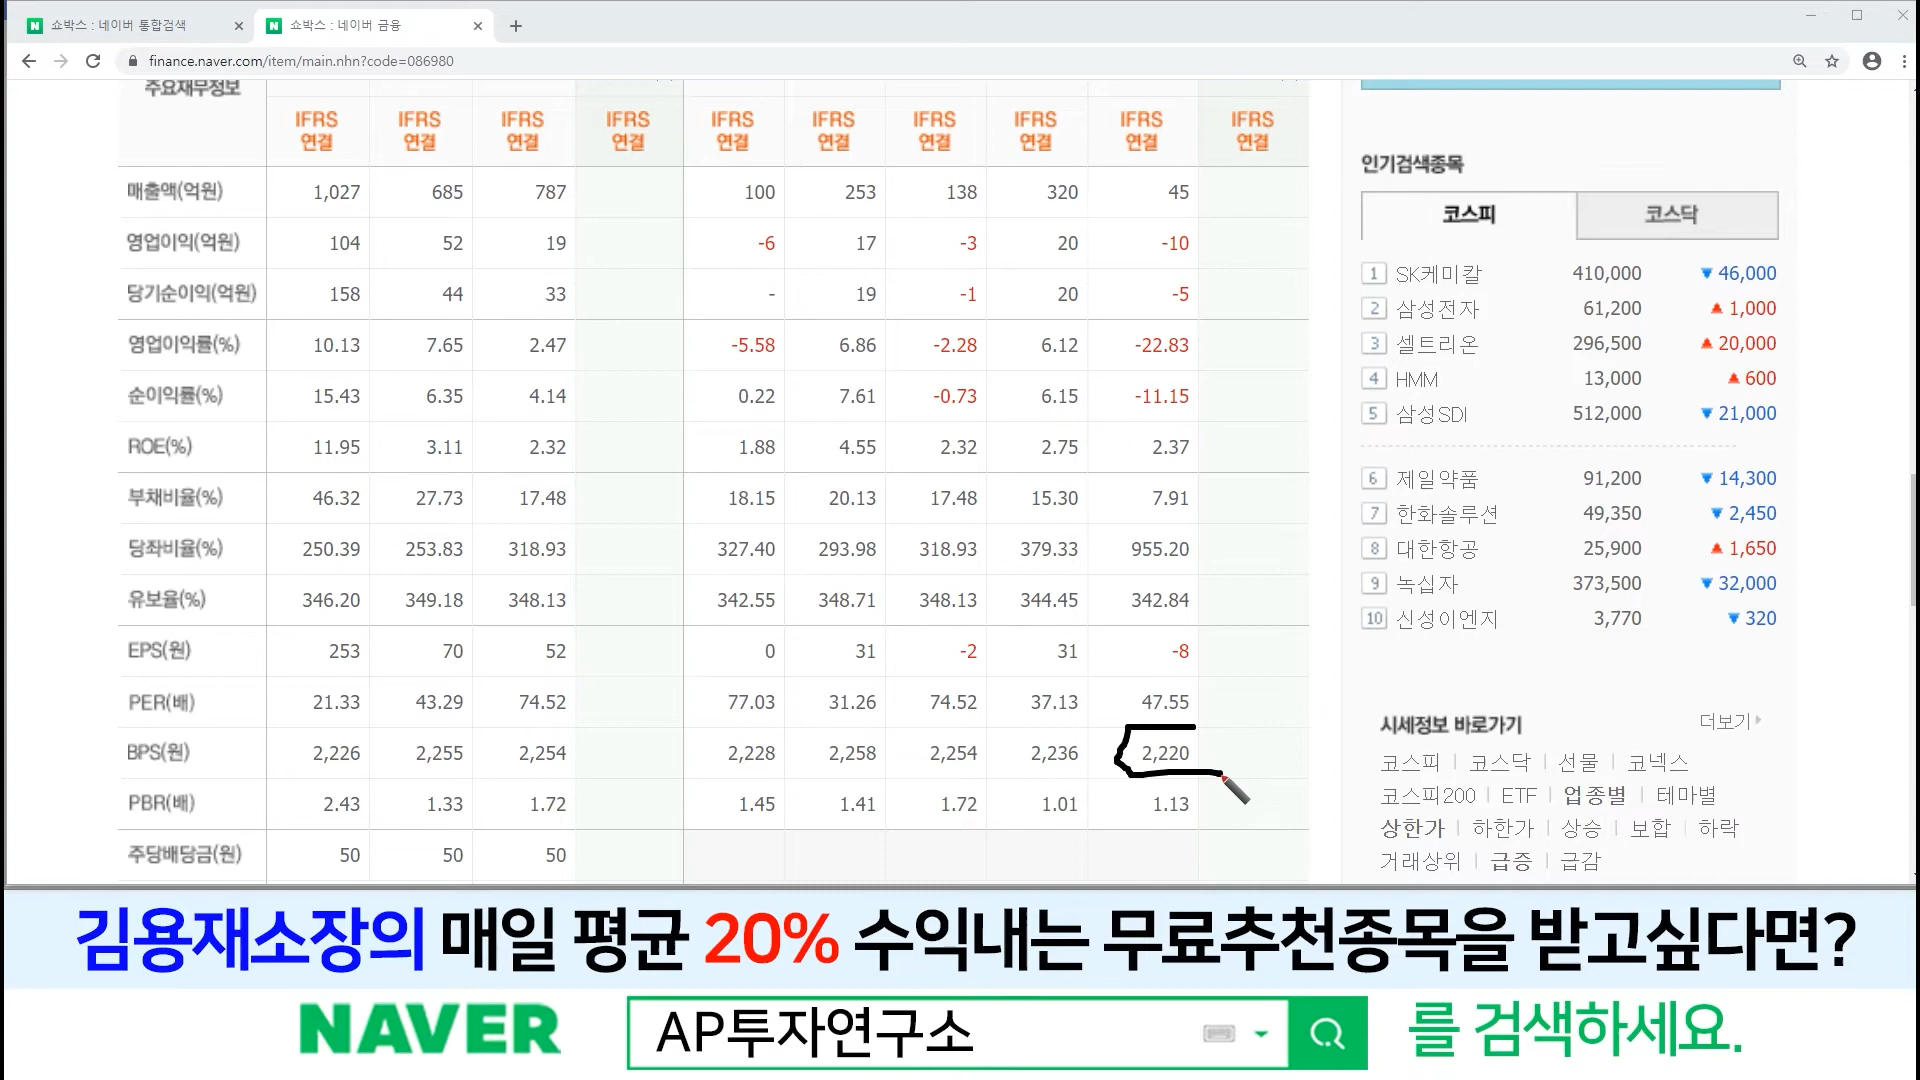 쇼박스 : 네이버 통합검색
쇼박스 : 네이버 금융
finance.naver.com/item/main.nhn?code=086980
주요재무정보
IFRS 연결 IFRS 연결 IFRS 연결 IFRS 연결 IFRS 연결 IFRS 연결 IFRS 연결 IFRS 연결 IFRS 연결 IFRS 연결
매출액(억원) 1,027 685 787 100 253 138 320 45
영업이익(억원) 104 52 19 -6 17 -3 20 -10
당기순이익(억원) 158 44 33 - 19 -1 20 -5
영업이익률(%) 10.13 7.65 2.47 -5.58 6.86 -2.28 6.12 -22.83
순이익률(%) 15.43 6.35 4.14 0.22 7.61 -0.73 6.15 -11.15
ROE(%) 11.95 3.11 2.32 1.88 4.55 2.32 2.75 2.37
부채비율(%) 46.32 27.73 17.48 18.15 20.13 17.48 15.30 7.91
당좌비율(%) 250.39 253.83 318.93 327.40 293.98 318.93 379.33 955.20
유보율(%) 346.20 349.18 348.13 342.55 348.71 348.13 344.45 342.84
EPS(원) 253 70 52 0 31 -2 31 -8
PER(배) 21.33 43.29 74.52 77.03 31.26 74.52 37.13 47.55
BPS(원) 2,226 2,255 2,254 2,228 2,258 2,254 2,236 2,220
PBR(배) 2.43 1.33 1.72 1.45 1.41 1.72 1.01 1.13
주당배당금(원) 50 50 50
인기검색종목
코스피 코스닥
1 SK케미칼 410,000 ▼ 46,000
2 삼성전자 61,200 ▲ 1,000
3 셀트리온 296,500 ▲ 20,000
4 HMM 13,000 ▲ 600
5 삼성SDI 512,000 ▼ 21,000
6 제일약품 91,200 ▼ 14,300
7 한화솔루션 49,350 ▼ 2,450
8 대한항공 25,900 ▲ 1,650
9 녹십자 373,500 ▼ 32,000
10 신성이엔지 3,770 ▼ 320
시세정보 바로가기 더보기
코스피 | 코스닥 | 선물 | 코넥스
코스피200 | ETF | 업종별 | 테마별
상한가 | 하한가 | 상승 | 보합 | 하락
거래상위 | 급증 | 급감
김용재소장의 매일 평균 20% 수익내는 무료추천종목을 받고싶다면?
NAVER AP투자연구소 를 검색하세요.